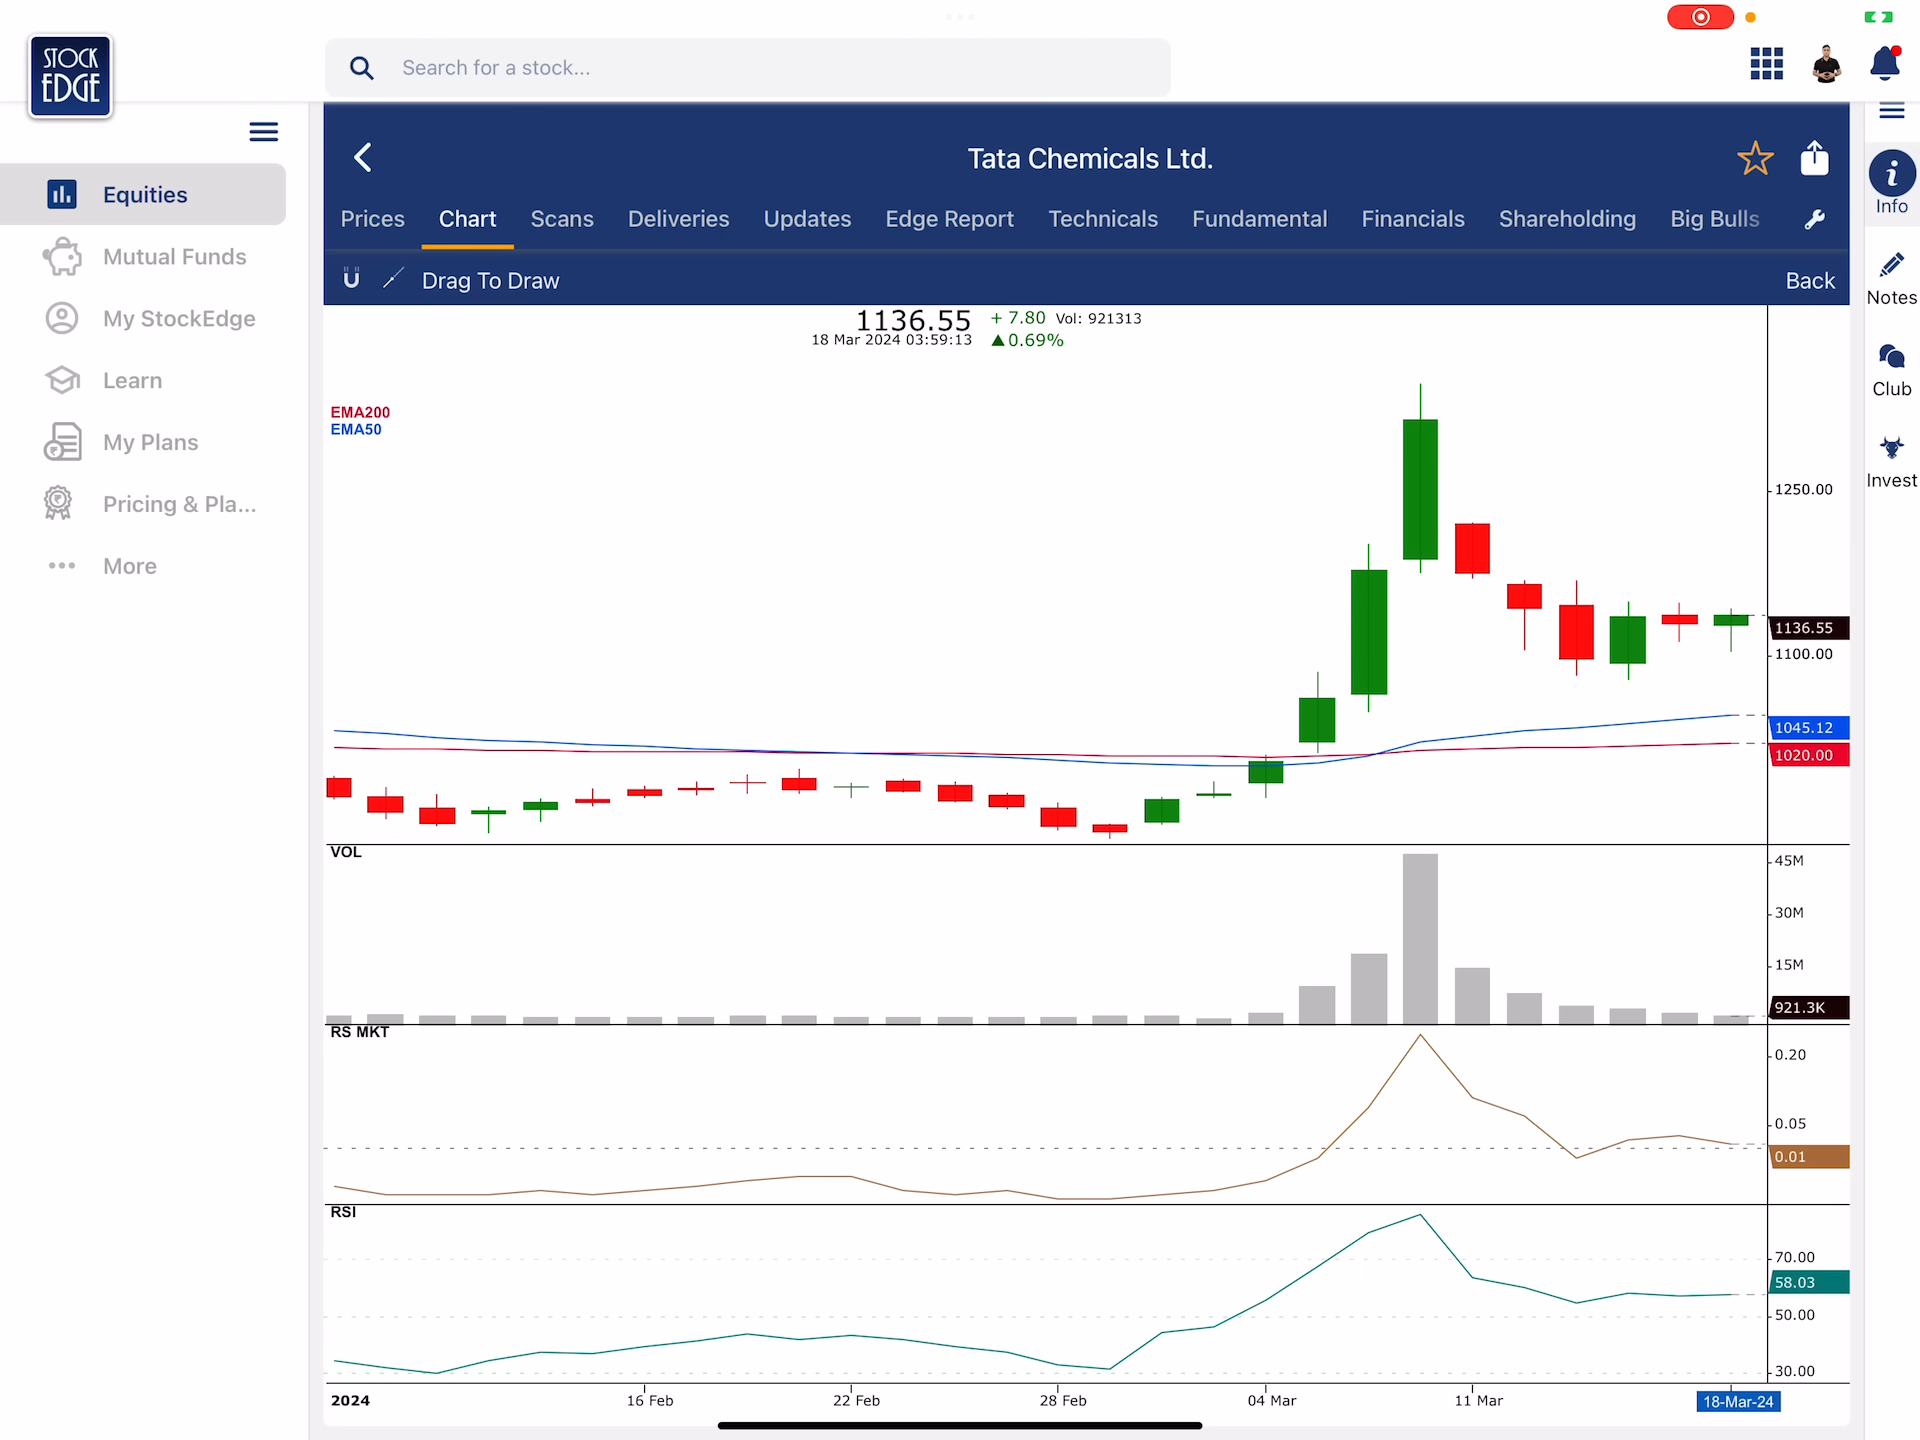 STOCK
EDGE
Search for a stock...
Equities
Mutual Funds
My StockEdge
Learn
My Plans
Pricing & Pla...
More
Tata Chemicals Ltd.
Prices Chart Scans Deliveries Updates Edge Report Technicals Fundamental Financials Shareholding Big Bulls
Drag To Draw
Back
1136.55 + 7.80 Vol: 921313
18 Mar 2024 03:59:13 ▲0.69%
EMA200
EMA50
1250.00
1136.55
1100.00
1045.12
1020.00
VOL
45M
30M
15M
921.3K
RS MKT
0.20
0.05
0.01
RSI
70.00
58.03
50.00
30.00
2024 16 Feb 22 Feb 28 Feb 04 Mar 11 Mar 18-Mar-24
Info
Notes
Club
Invest